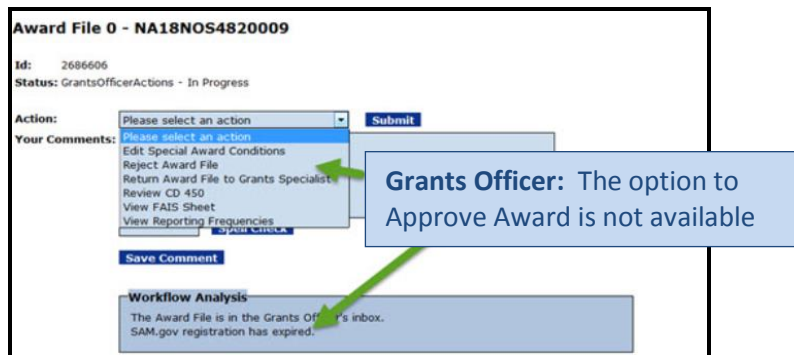 Award File 0 - NA18NOS4820009
Id: 2686606
Status: GrantsOfficerActions - In Progress
Action: Please select an action Submit
Your Comments: Please select an action
Edit Special Award Conditions
Reject Award File
Return Award File to Grants Specialist
Review CD 450
View FAIS Sheet
View Reporting Frequencies
Grants Officer: The option to
Approve Award is not available
Spell Check
Save Comment
Workflow Analysis
The Award File is in the Grants Officer's inbox.
SAM.gov registration has expired.